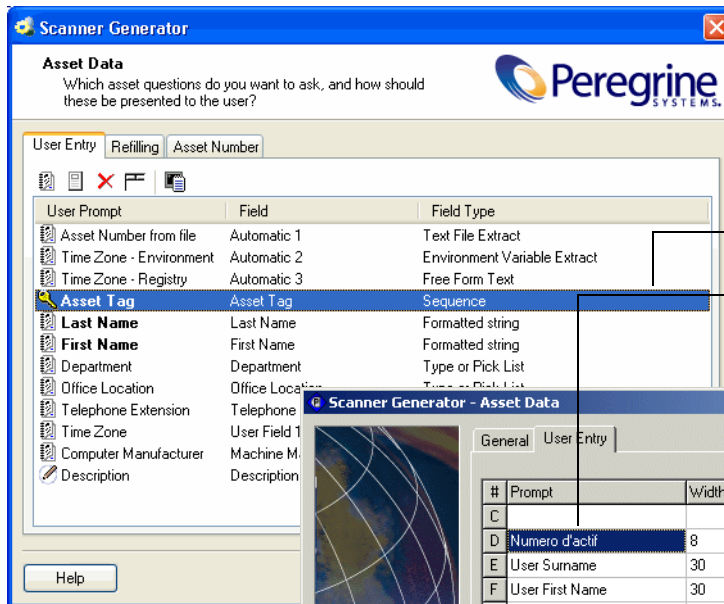 Scanner Generator
Asset Data
Which asset questions do you want to ask, and how should
these be presented to the user?
Peregrine
SYSTEMS.
User Entry Refilling Asset Number
User Prompt Field Field Type
Asset Number from file Automatic 1 Text File Extract
Time Zone - Environment Automatic 2 Environment Variable Extract
Time Zone - Registry Automatic 3 Free Form Text
Asset Tag Asset Tag Sequence
Last Name Last Name Formatted string
First Name First Name Formatted string
Department Department Type or Pick List
Office Location Office Location Type or Pick List
Telephone Extension Telephone
Time Zone User Field 1
Computer Manufacturer Machine M
Description Description
Help
Scanner Generator - Asset Data
General User Entry
# Prompt Width
C
D Numero d'actif 8
E User Surname 30
F User First Name 30